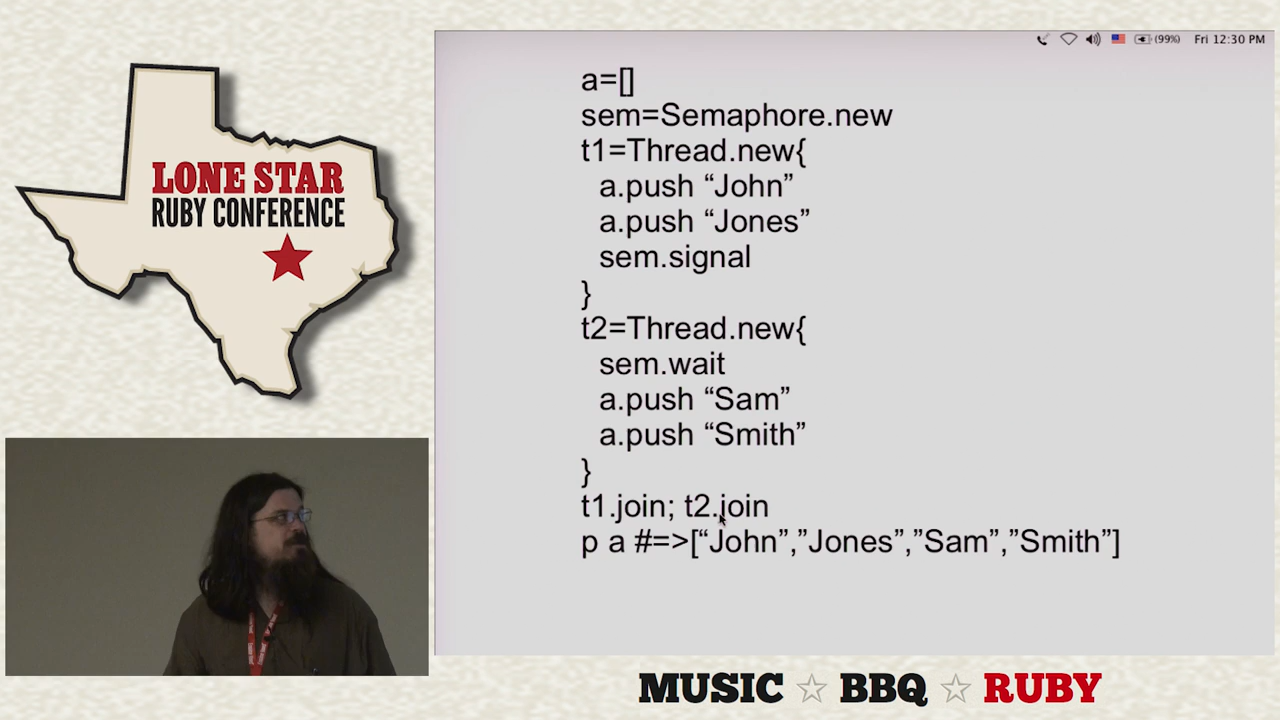 LONE STAR
RUBY CONFERENCE
(99%) Fri 12:30 PM
a=[]
sem=Semaphore.new
t1=Thread.new{
a.push “John”
a.push “Jones”
sem.signal
}
t2=Thread.new{
sem.wait
a.push “Sam”
a.push “Smith”
}
t1.join; t2.join
p a #=>[“John”,”Jones”,”Sam”,”Smith”]
MUSIC ☆ BBQ ☆ RUBY